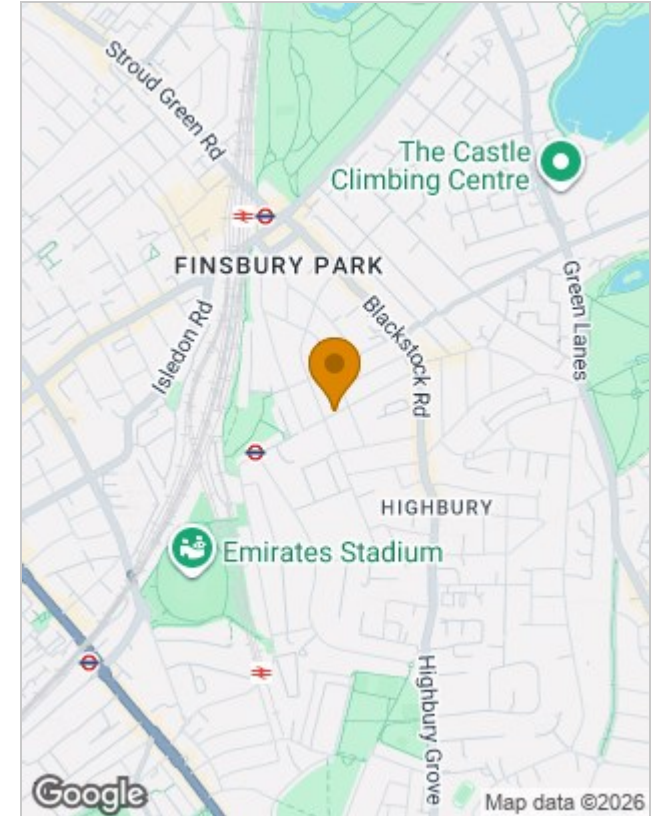 Stroud Green Rd
The Castle
Climbing Centre
FINSBURY PARK
Green Lanes
Isledon Rd
Blackstock Rd
HIGHBURY
Emirates Stadium
Highbury Grove
Google
Map data ©2026